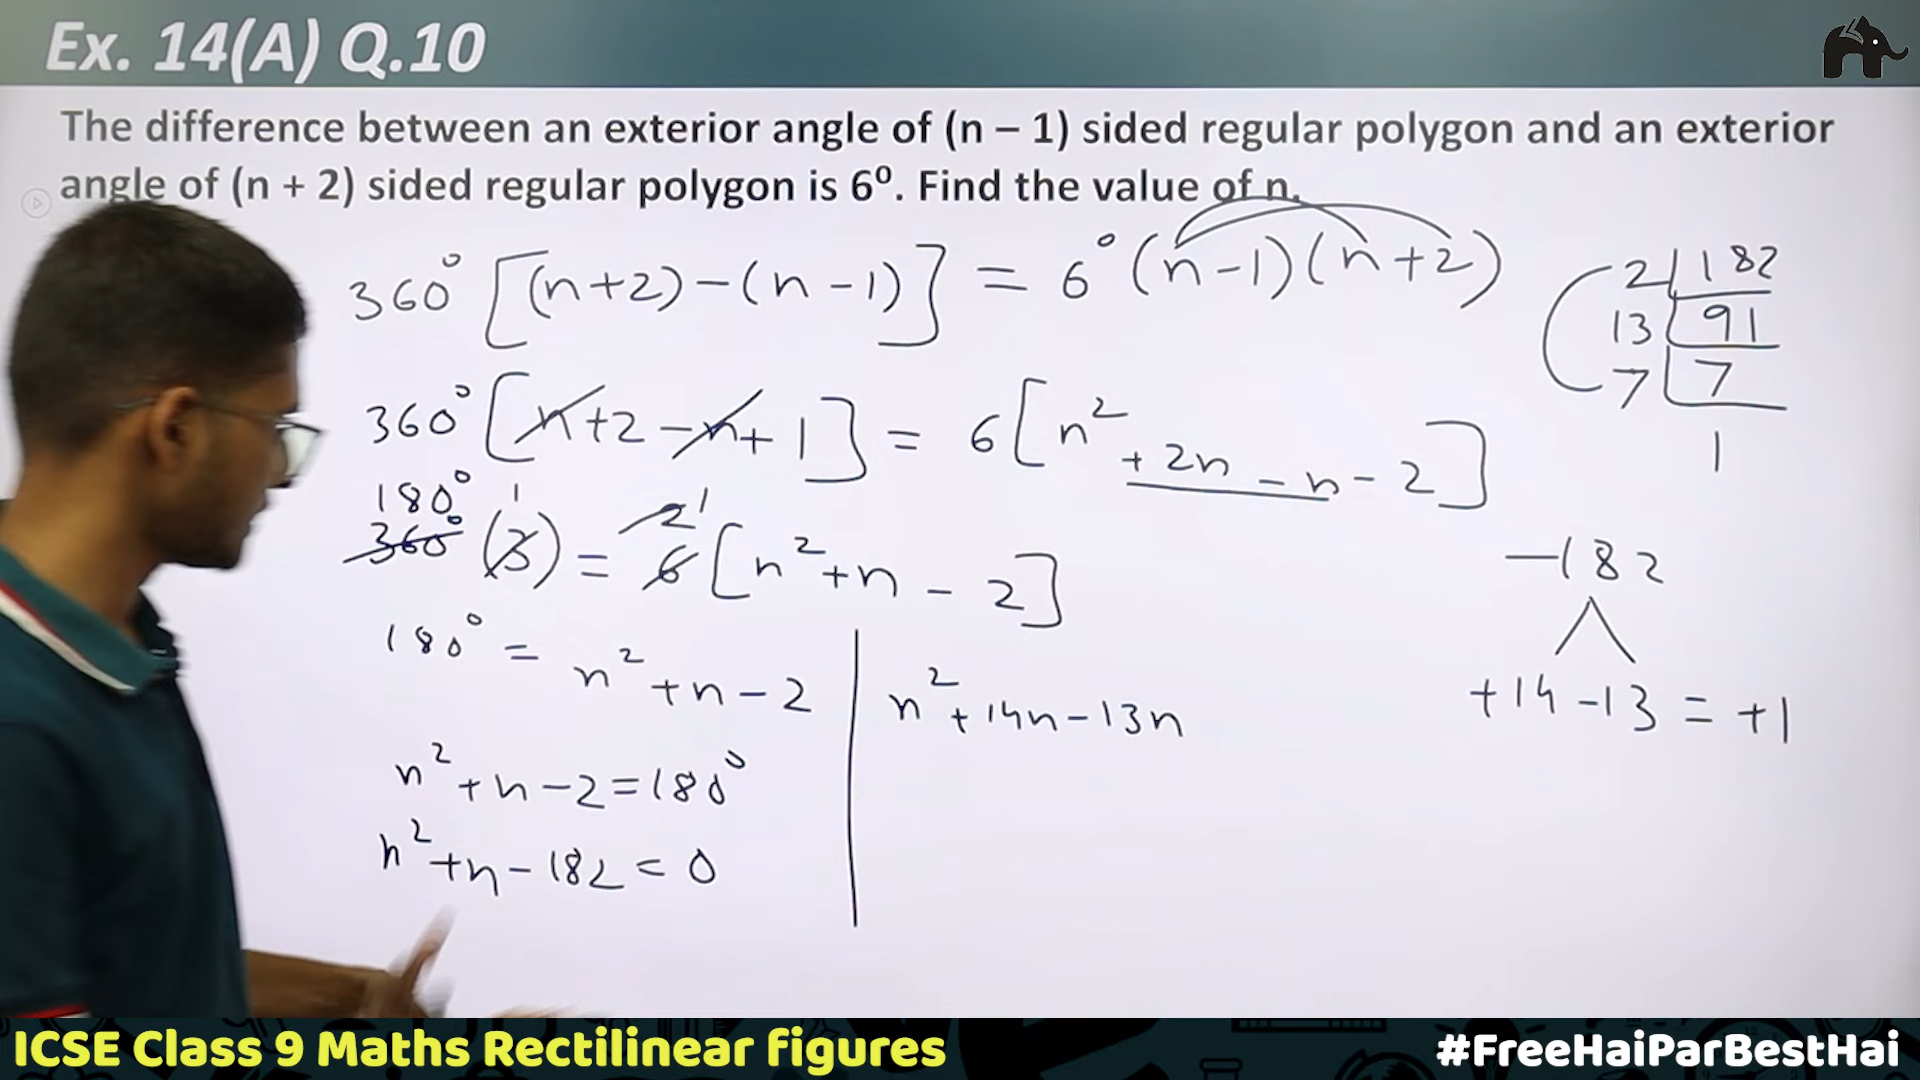 Ex. 14(A) Q.10
The difference between an exterior angle of (n – 1) sided regular polygon and an exterior
angle of (n + 2) sided regular polygon is 6⁰. Find the value of n.
360° [(n+2)-(n-1)] = 6° (n-1)(n+2)
360° [n+2-n+1] = 6[n² + 2n - n - 2]
180° 1 2 1
360° (3) = 6 [n²+n - 2]
180° = n² + n - 2
n² + n - 2 = 180°
n² + n - 182 = 0
n² + 14n - 13n
2 182
13 91
7 7
1
-182
+14 -13 = +1
ICSE Class 9 Maths Rectilinear figures
#FreeHaiParBestHai